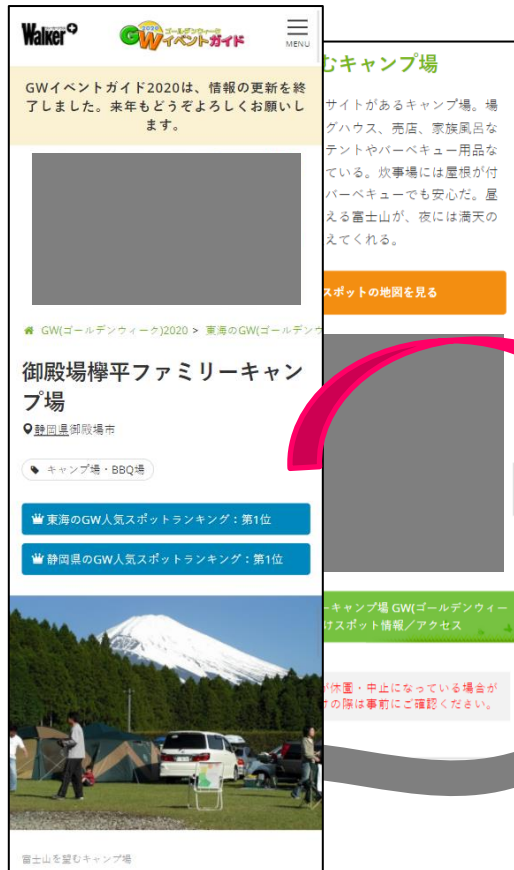 Walker+
2020
ゴールデンウィーク
GWイベントガイド
MENU
GWイベントガイド2020は、情報の更新を終
了しました。来年もどうぞよろしくお願いし
ます。
GW(ゴールデンウィーク)2020 > 東海のGW(ゴールデンウ
御殿場欅平ファミリーキャン
プ場
静岡県御殿場市
キャンプ場・BBQ場
東海のGW人気スポットランキング：第1位
静岡県のGW人気スポットランキング：第1位
富士山を望むキャンプ場
むキャンプ場
サイトがあるキャンプ場。場
グハウス、売店、家族風呂な
テントやバーベキュー用品な
ている。炊事場には屋根が付
バーベキューでも安心だ。昼
える富士山が、夜には満天の
えてくれる。
スポットの地図を見る
ーキャンプ場 GW(ゴールデンウィー
けスポット情報／アクセス
が休園・中止になっている場合が
けの際は事前にご確認ください。